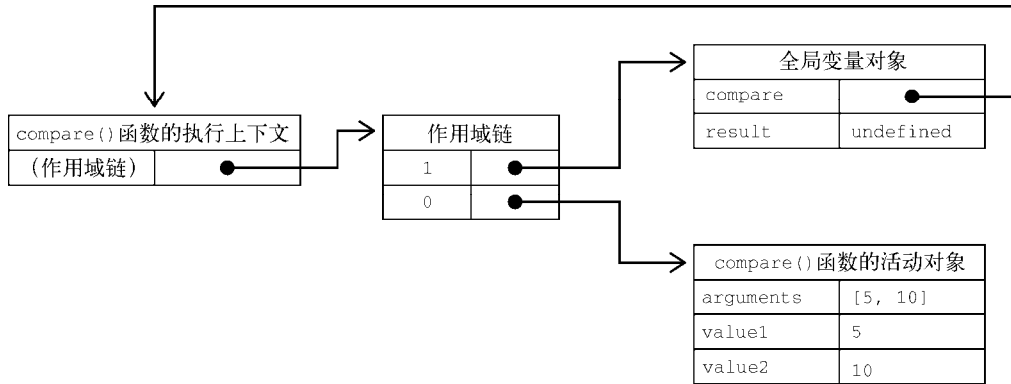 全局变量对象
compare
result undefined
compare()函数的执行上下文
(作用域链)
作用域链
1
0
compare()函数的活动对象
arguments [5, 10]
value1 5
value2 10